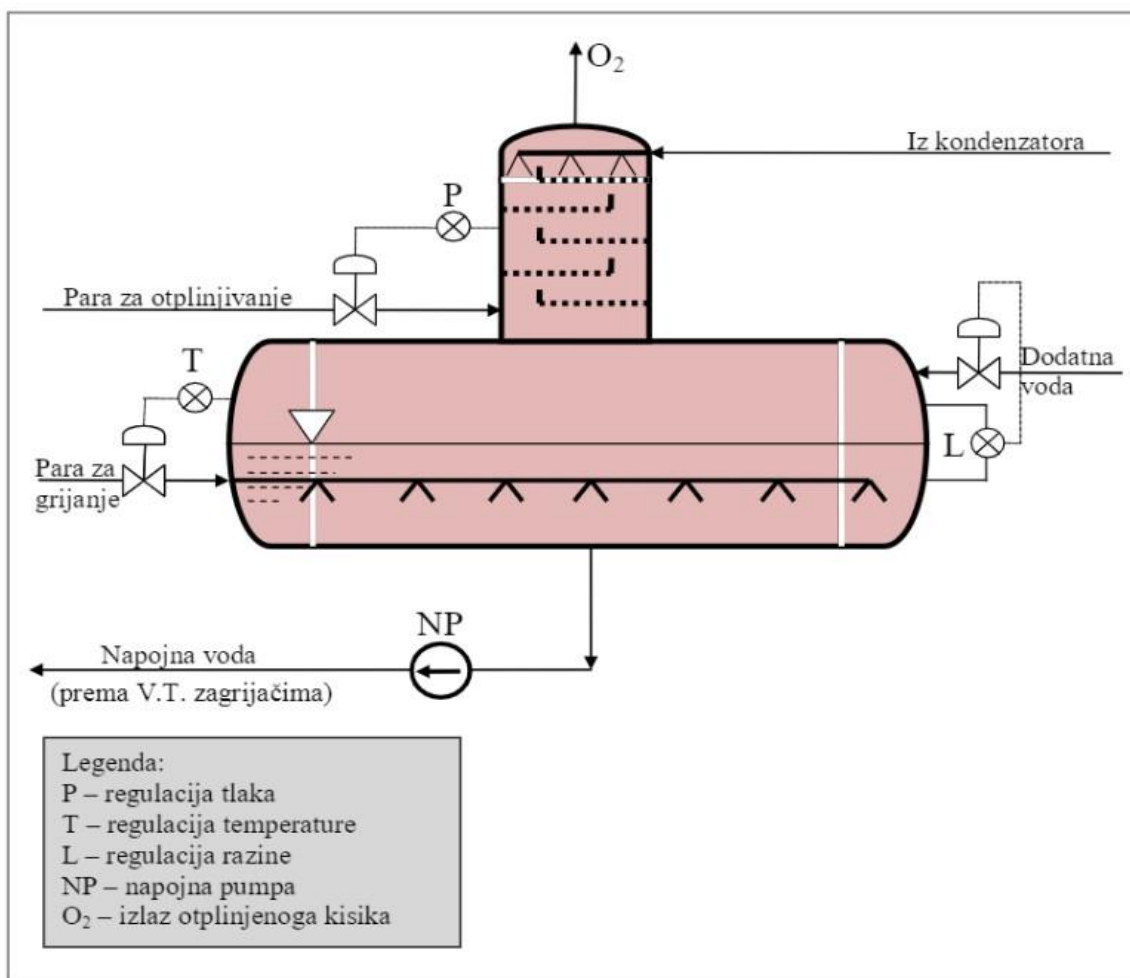 O₂
Iz kondenzatora
P
Para za otplinjivanje
T
Dodatna
voda
L
Para za
grijanje
NP
Napojna voda
(prema V.T. zagrijačima)
Legenda:
P – regulacija tlaka
T – regulacija temperature
L – regulacija razine
NP – napojna pumpa
O₂ – izlaz otplinjenoga kisika